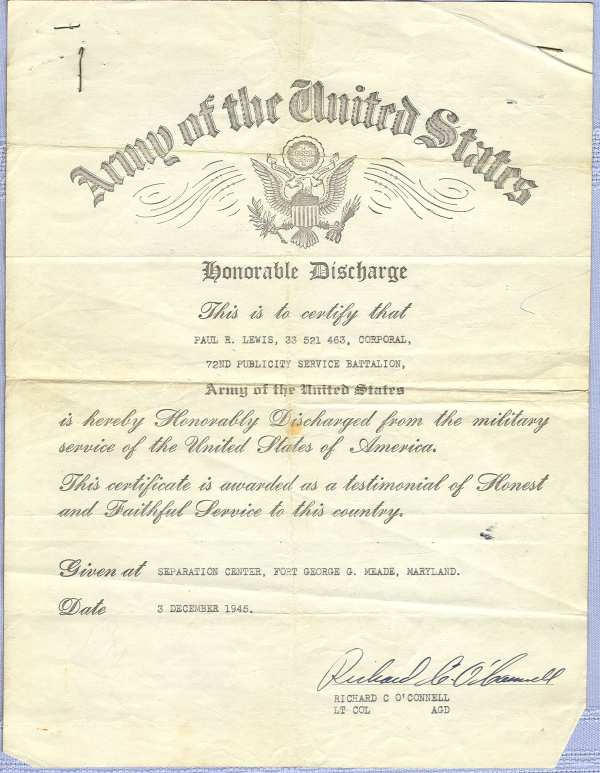 Army of the United States
Honorable Discharge
This is to certify that
PAUL R. LEWIS, 33 521 463, CORPORAL,
72ND PUBLICITY SERVICE BATTALION,
Army of the United States
is hereby Honorably Discharged from the military
service of the United States of America.
This certificate is awarded as a testimonial of Honest
and Faithful Service to this country.
Given at SEPARATION CENTER, FORT GEORGE G. MEADE, MARYLAND.
Date 3 DECEMBER 1945.
Richard C. O'Connell
RICHARD C O'CONNELL
LT COL AGD